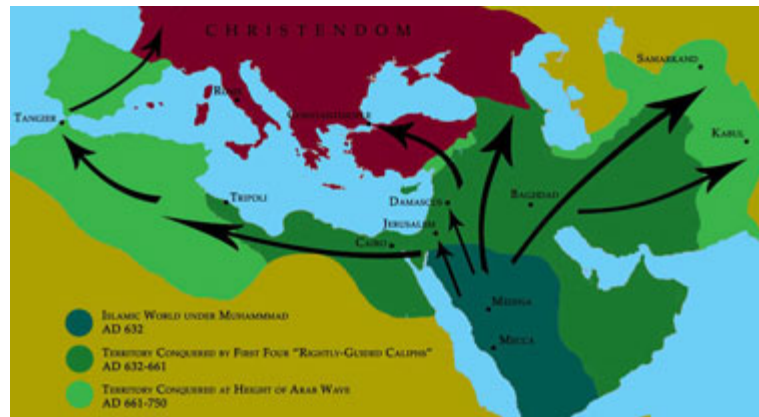 CHRISTENDOM
SAMARKAND
ROME
TANGIER
CONSTANTINOPLE
KABUL
TRIPOLI
DAMASCUS
BAGHDAD
JERUSALEM
CAIRO
MEDINA
MECCA
ISLAMIC WORLD UNDER MUHAMMMAD
AD 632
TERRITORY CONQUERED BY FIRST FOUR "RIGHTLY-GUIDED CALIPHS"
AD 632-661
TERRITORY CONQUERED AT HEIGHT OF ARAB WAVE
AD 661-750